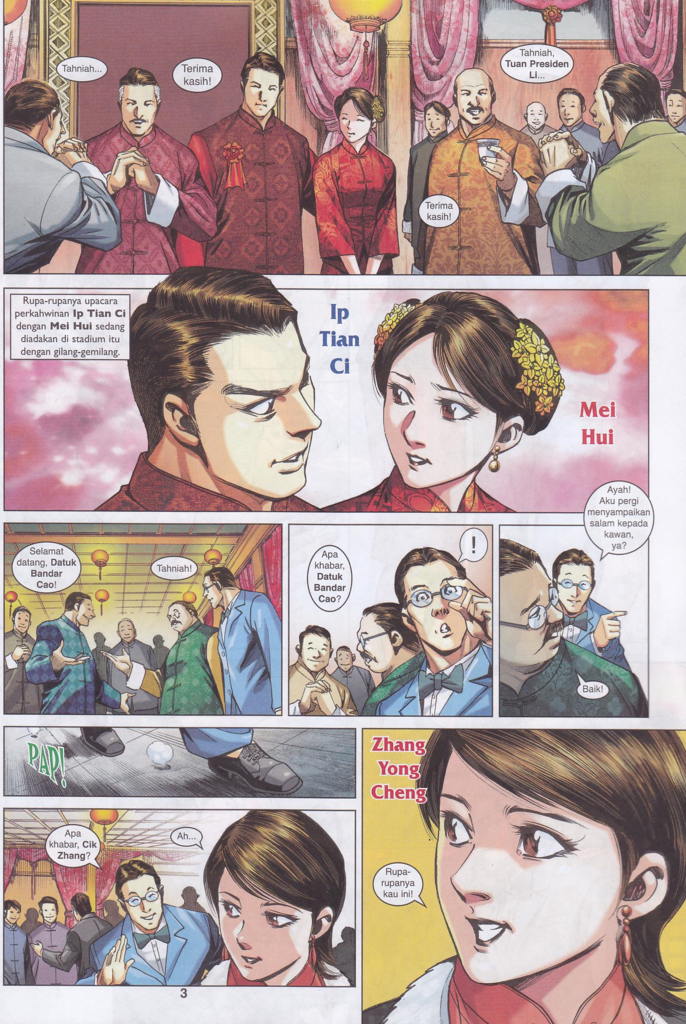 Tahniah...
Terima
kasih!
Tahniah,
Tuan Presiden
Li...
Terima
kasih!
Rupa-rupanya upacara
perkahwinan Ip Tian Ci
dengan Mei Hui sedang
diadakan di stadium itu
dengan gilang-gemilang.
Ip
Tian
Ci
Mei
Hui
Selamat
datang, Datuk
Bandar
Cao!
Tahniah!
Apa
khabar,
Datuk
Bandar
Cao?
!
Ayah!
Aku pergi
menyampaikan
salam kepada
kawan,
ya?
Baik!
PAP!
Apa
khabar, Cik
Zhang?
Ah...
Zhang
Yong
Cheng
Rupa-
rupanya
kau ini!
3